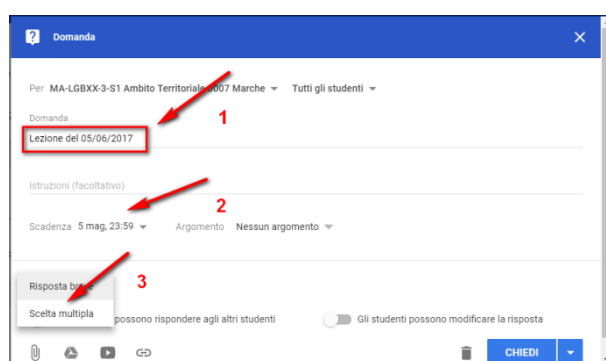 Domanda
Per MA-LGBXX-3-S1 Ambito Territoriale 0007 Marche Tutti gli studenti
1
Domanda
Lezione del 05/06/2017
Istruzioni (facoltativo)
2
Scadenza 5 mag, 23:59 Argomento Nessun argomento
3
Risposta breve
Scelta multipla
possono rispondere agli altri studenti Gli studenti possono modificare la risposta
CHIEDI